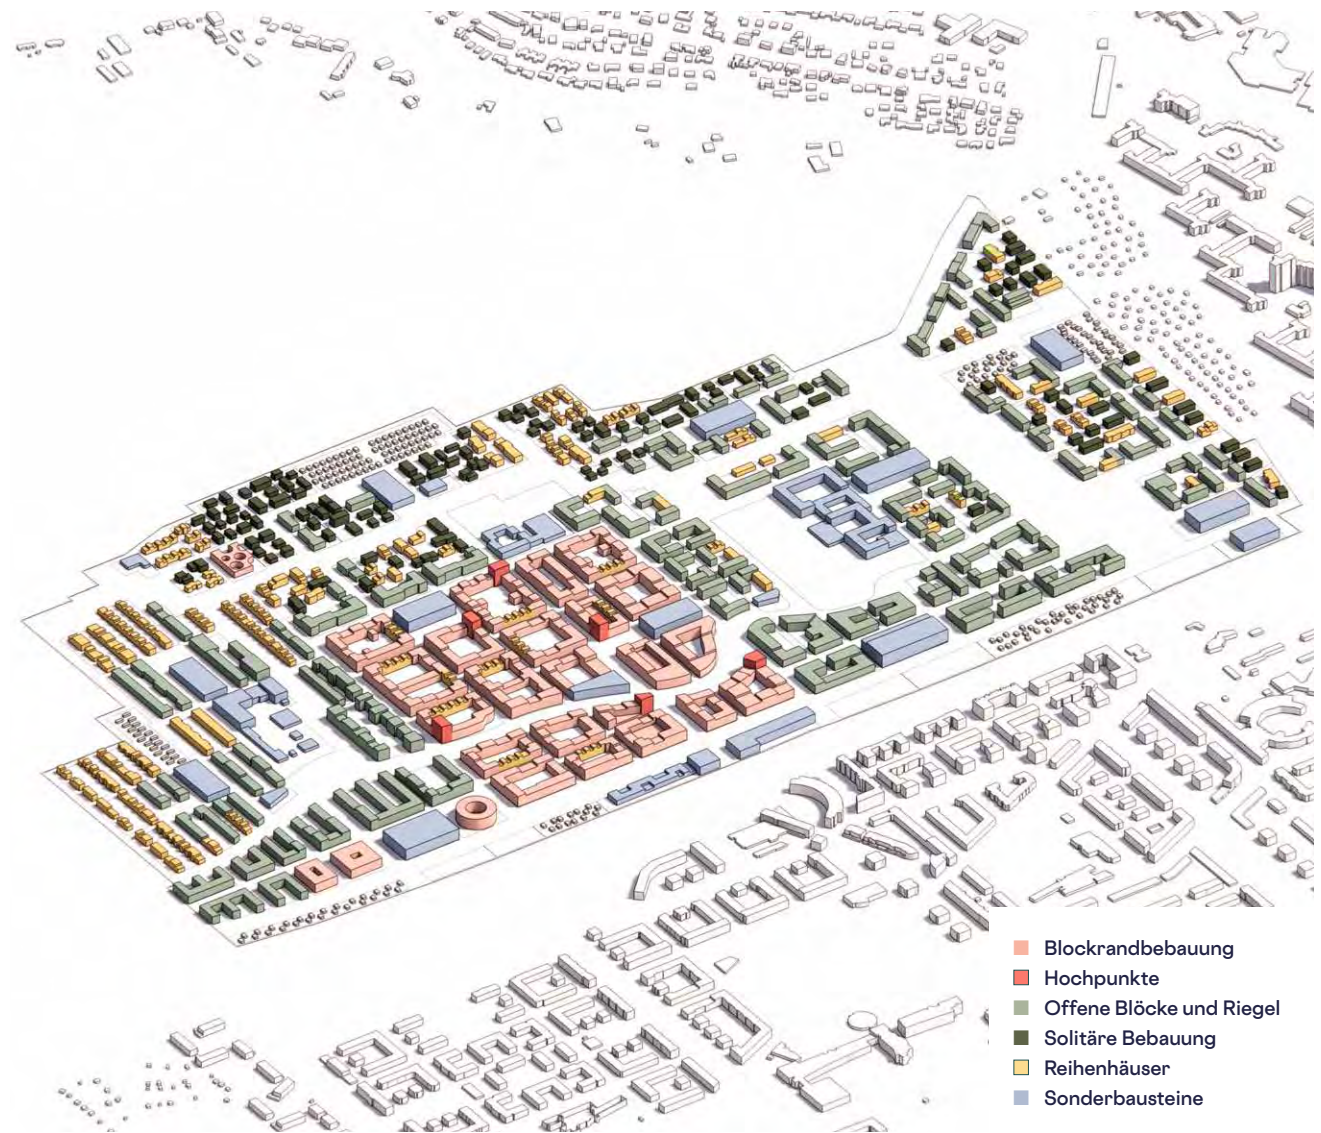 Blockrandbebauung
Hochpunkte
Offene Blöcke und Riegel
Solitäre Bebauung
Reihenhäuser
Sonderbausteine